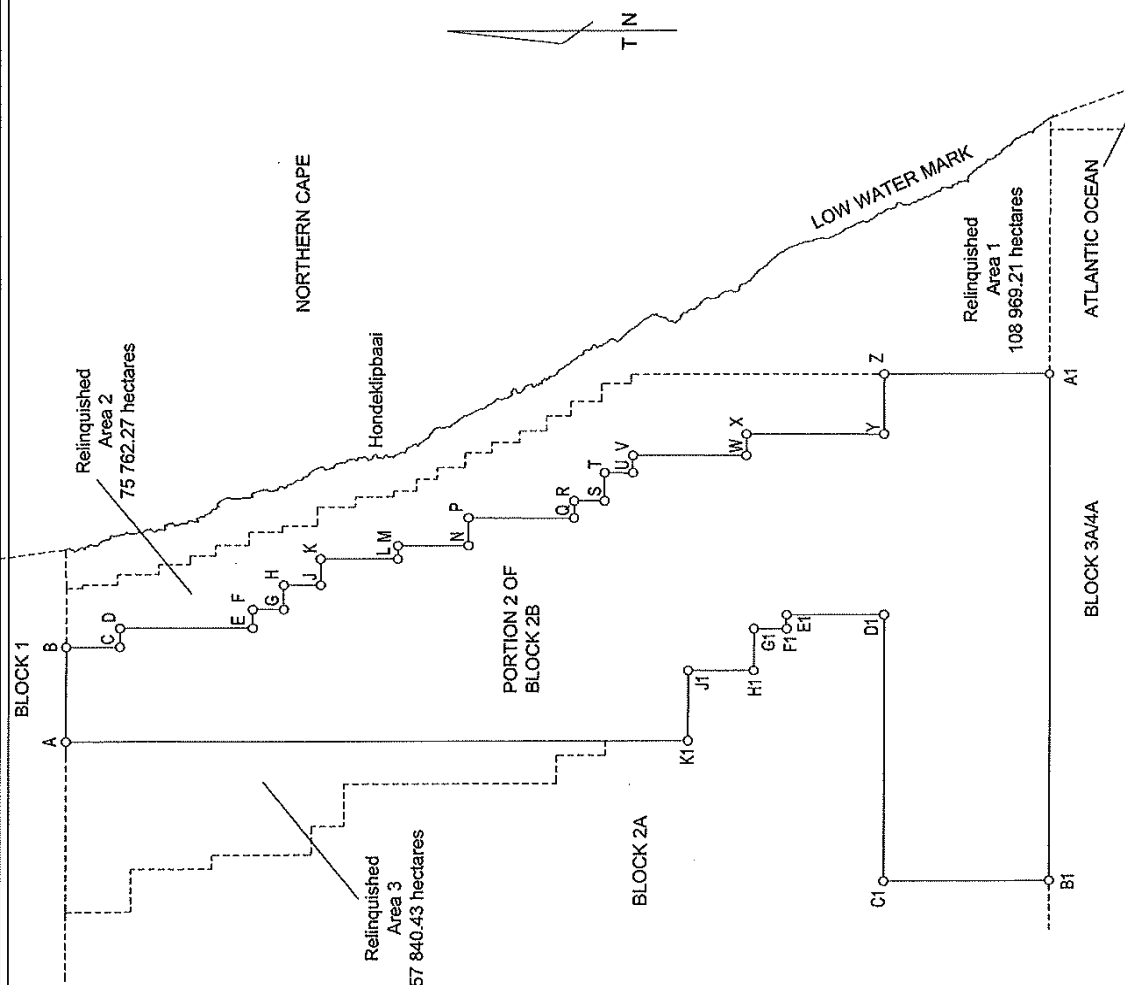 BLOCK 1
A
B
C D
E F
G H
J K
L M
N P
Q R
S T
U V
W X
Y Z
A1
B1
C1
D1
E1
F1
G1
H1
J1
K1
Relinquished
Area 2
75 762.27 hectares
NORTHERN CAPE
Hondeklipbaai
T N
LOW WATER MARK
PORTION 2 OF
BLOCK 2B
Relinquished
Area 3
57 840.43 hectares
BLOCK 2A
Relinquished
Area 1
108 969.21 hectares
ATLANTIC OCEAN
BLOCK 3A/4A